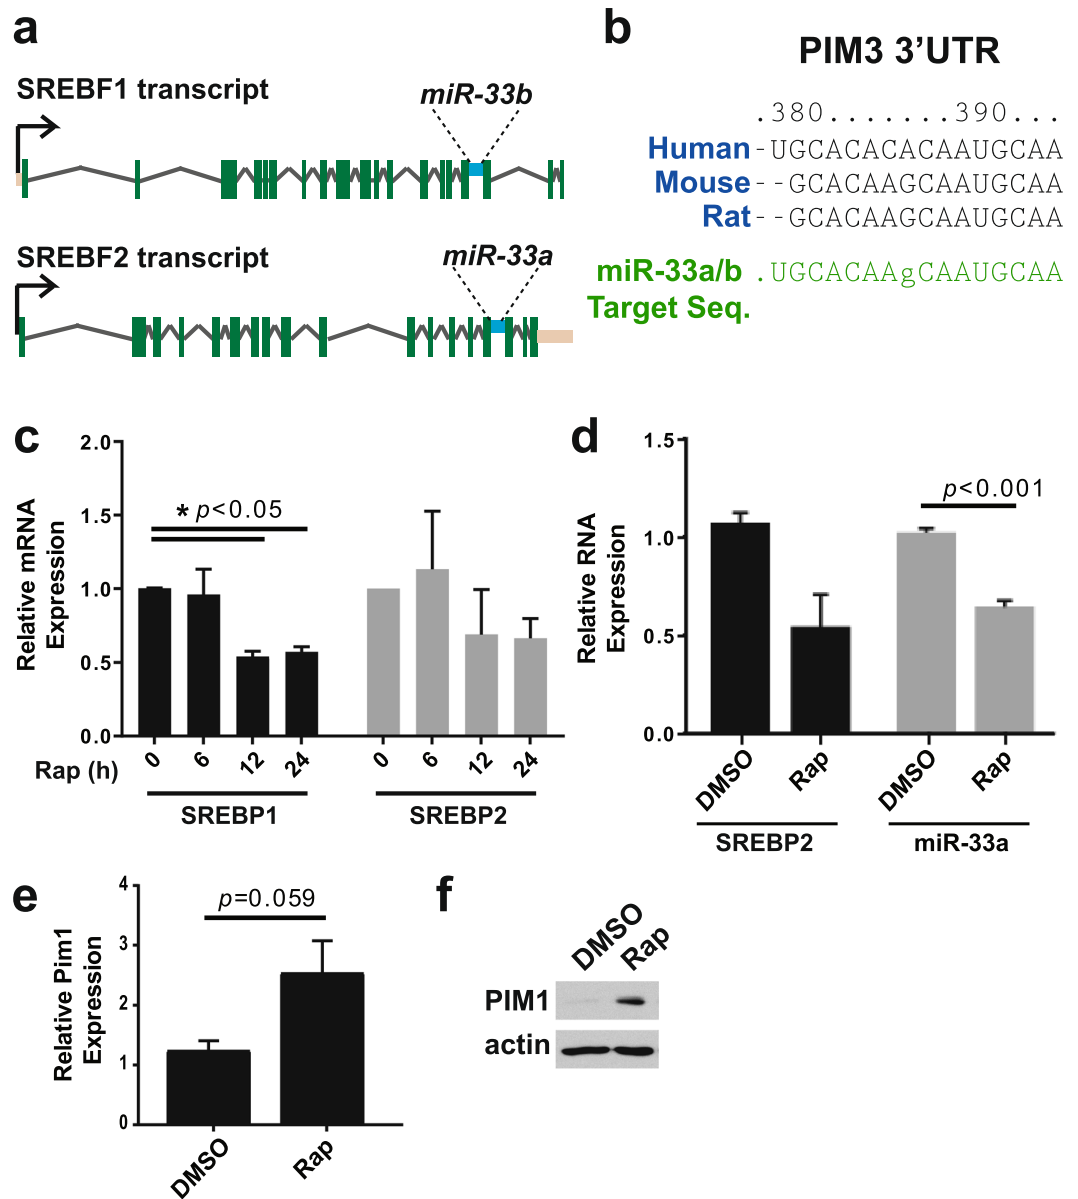 a
SREBF1 transcript
miR-33b
SREBF2 transcript
miR-33a
b
PIM3 3’UTR
.380.......390...
Human -UGCACACACAAUGCAA
Mouse --GCACAAGCAAUGCAA
Rat --GCACAAGCAAUGCAA
miR-33a/b .UGCACAAgCAAUGCAA
Target Seq.
c
Relative mRNA
Expression
2.0
1.5
1.0
0.5
0.0
* p<0.05
Rap (h) 0 6 12 24 0 6 12 24
SREBP1 SREBP2
d
Relative RNA
Expression
1.5
1.0
0.5
0.0
p<0.001
DMSO Rap DMSO Rap
SREBP2 miR-33a
e
Relative Pim1
Expression
4
3
2
1
0
p=0.059
DMSO Rap
f
DMSO Rap
PIM1
actin